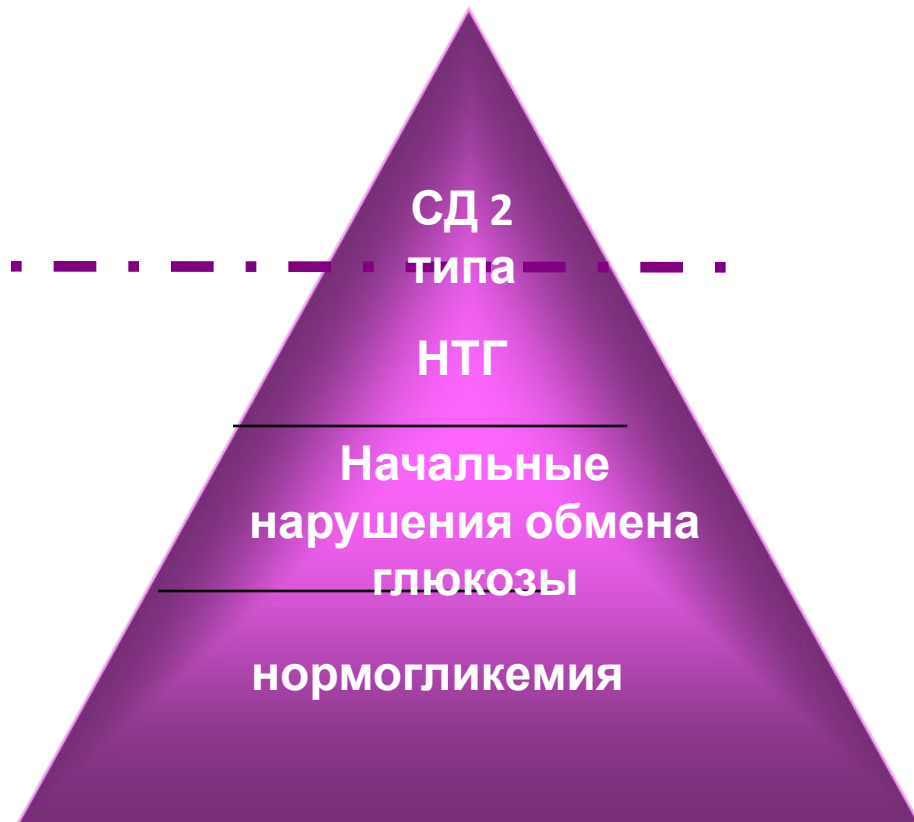 СД 2
типа
НТГ
Начальные
нарушения обмена
глюкозы
нормогликемия